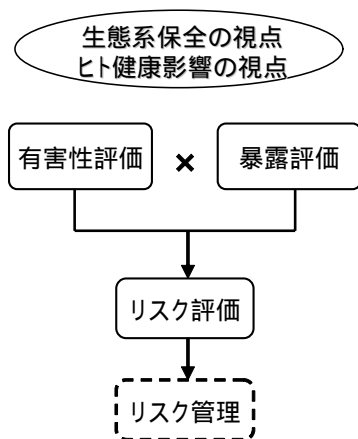 生態系保全の視点
ヒト健康影響の視点
有害性評価 × 暴露評価
リスク評価
リスク管理